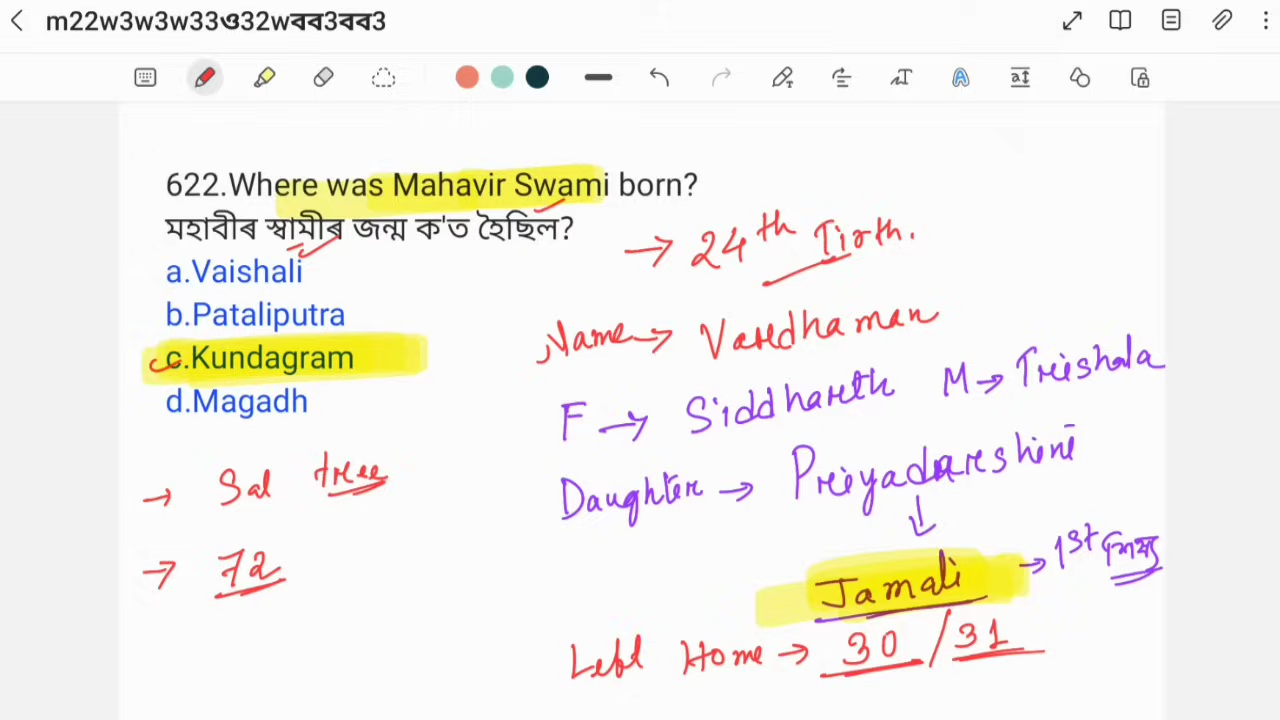 m22w3w3w33ও32wবব3বব3
622.Where was Mahavir Swami born?
মহাবীৰ স্বামীৰ জন্ম ক'ত হৈছিল?
a.Vaishali
b.Pataliputra
c.Kundagram
d.Magadh
→ 24th Tirth.
Name → Vardhaman
F → Siddharth M → Trishala
Daughter → Priyadarshini
↓
Jamali → 1st শিষ্য
Left Home → 30 / 31
→ Sal tree
→ 72